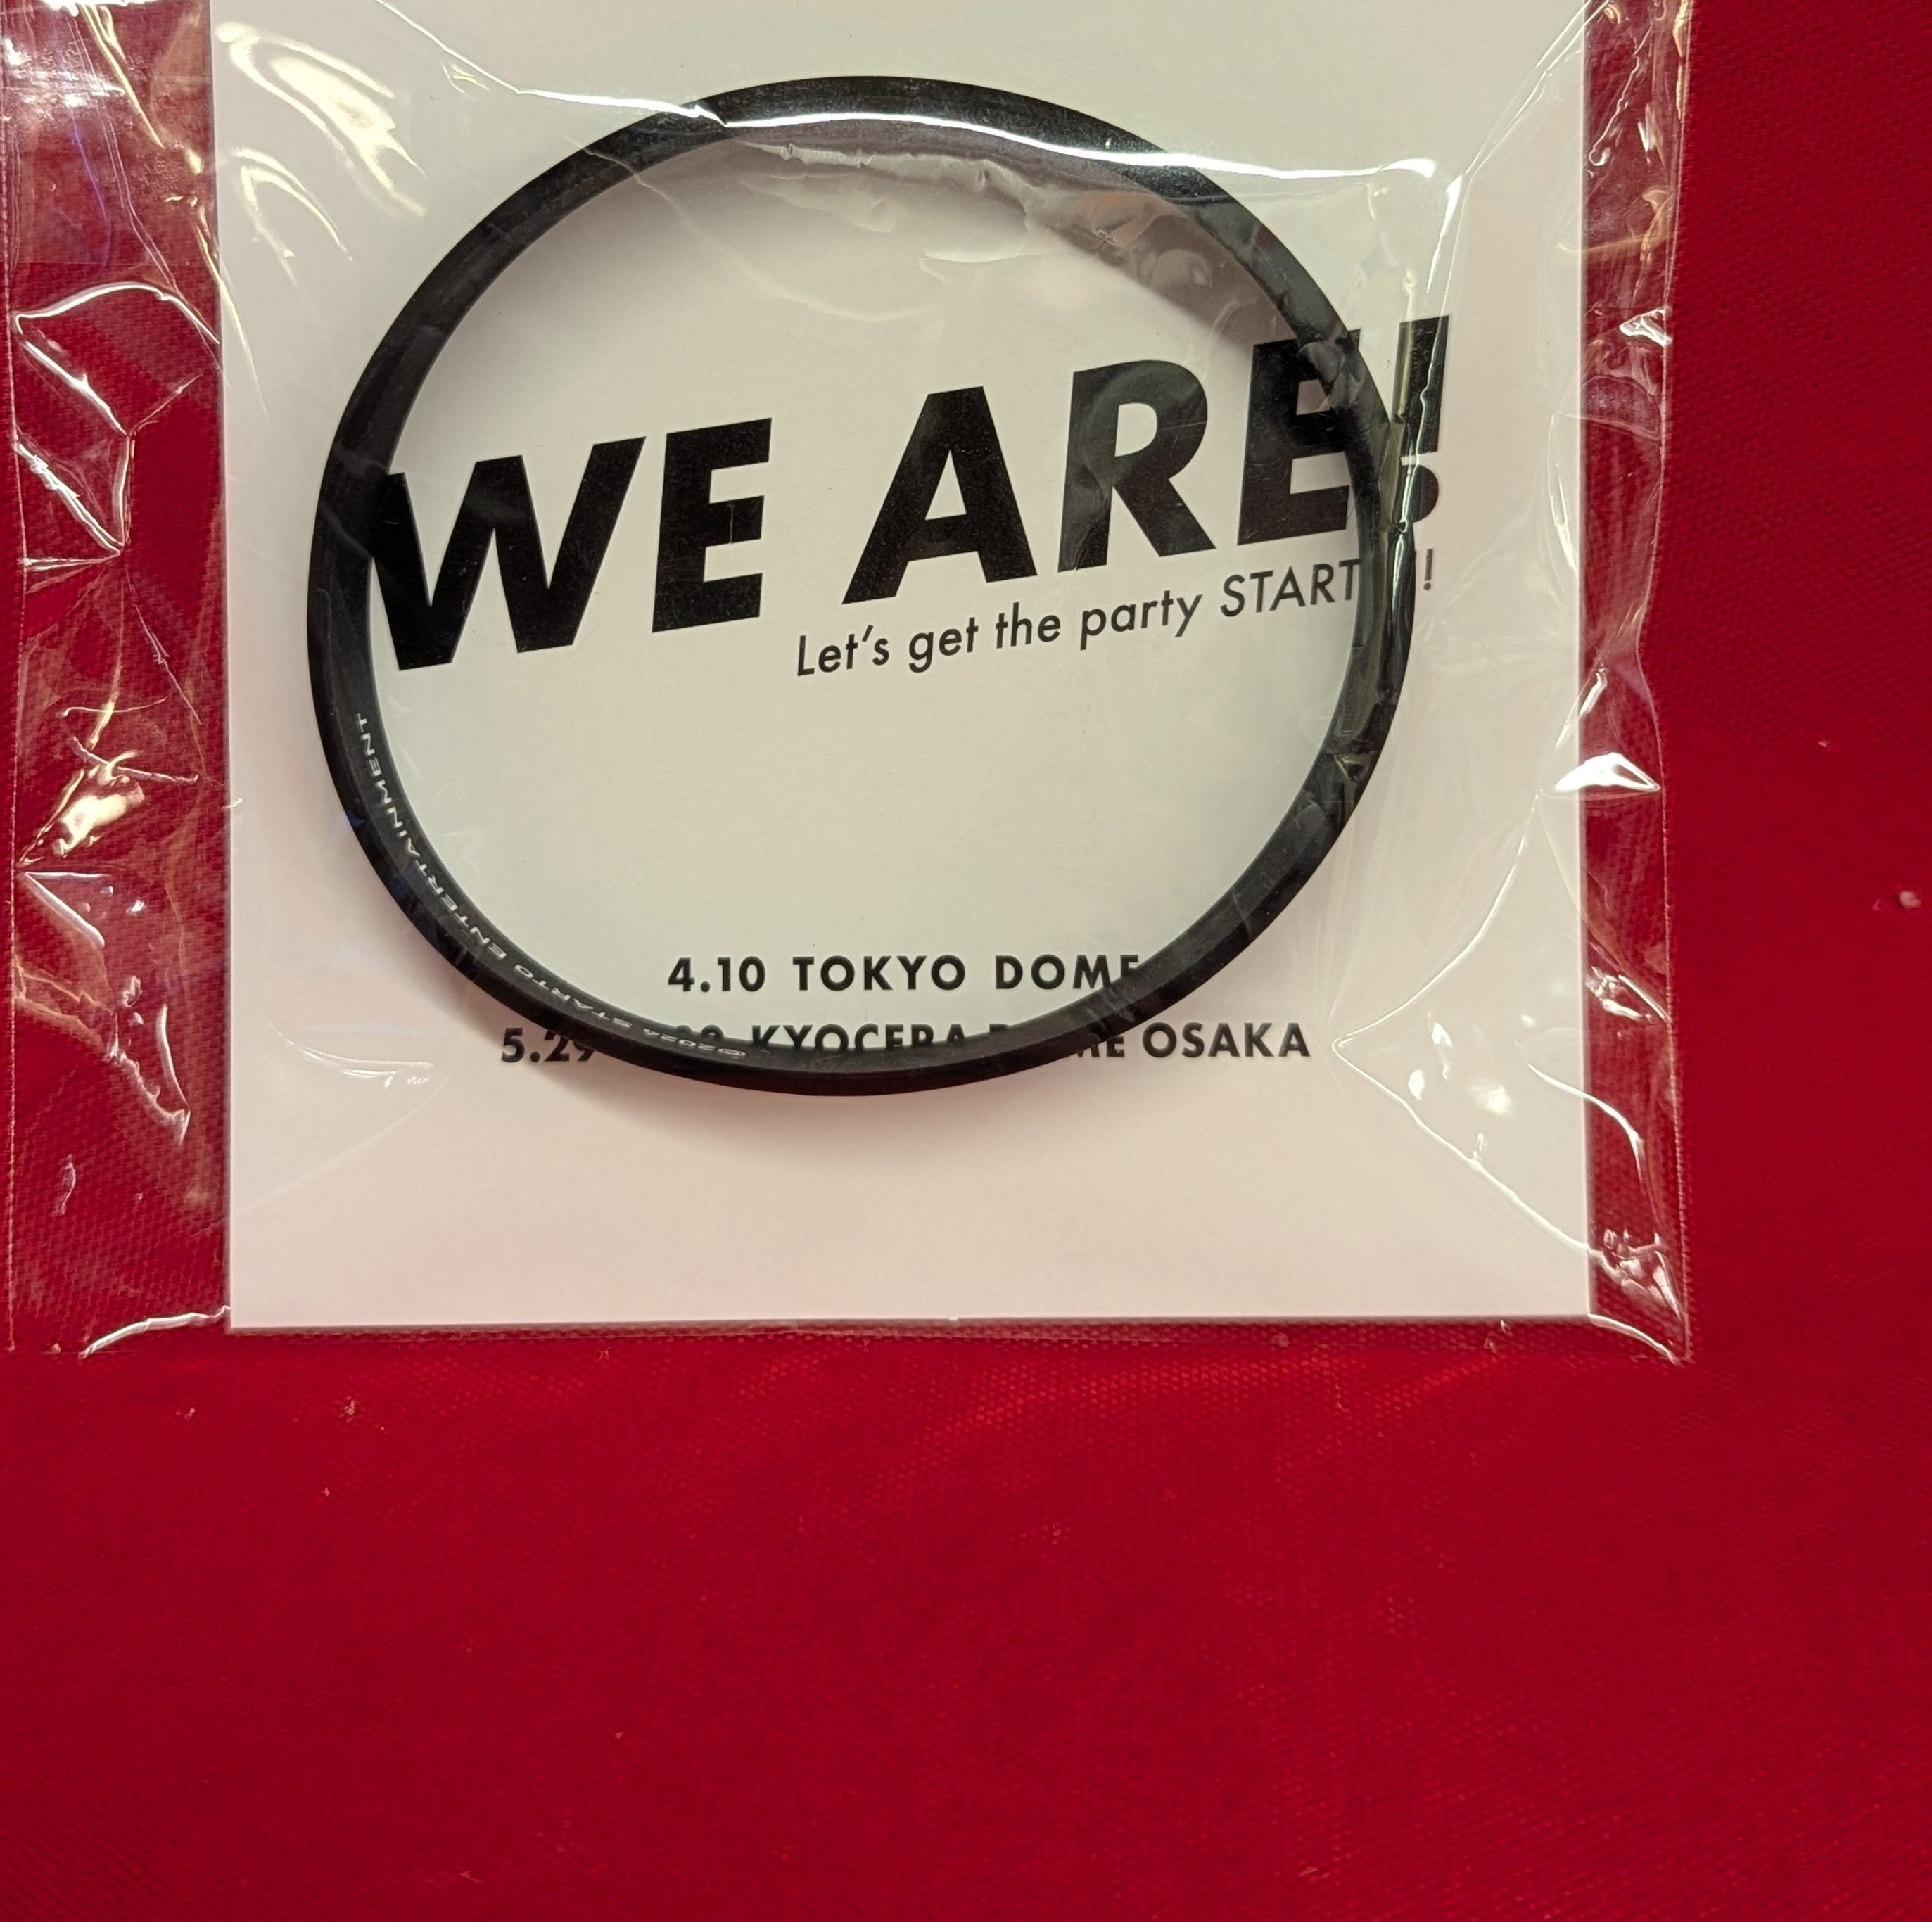 WE ARE!
Let's get the party START !!
4.10 TOKYO DOME
5.29 KYOCERA OSAKA
©2024 STARTO ENTERTAINMENT